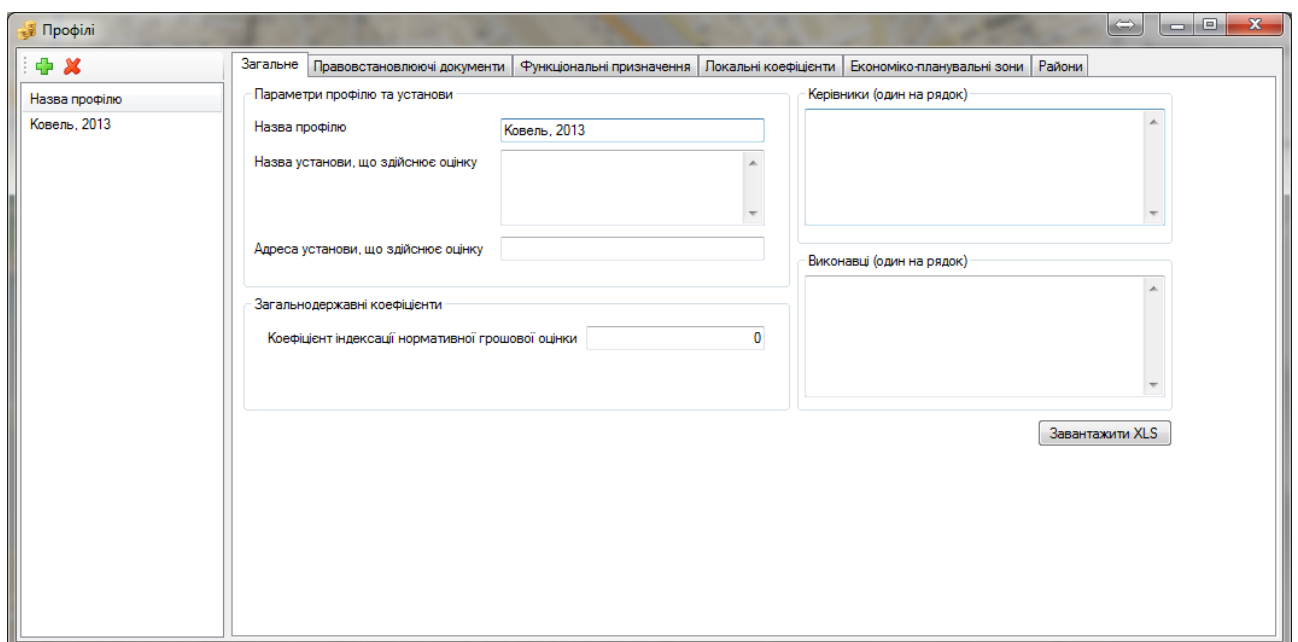 Профілі
Назва профілю
Ковель, 2013
Загальне Правовстановлюючі документи Функціональні призначення Локальні коефіцієнти Економіко-планувальні зони Райони
Параметри профілю та установи
Назва профілю Ковель, 2013
Назва установи, що здійснює оцінку
Адреса установи, що здійснює оцінку
Загальнодержавні коефіцієнти
Коефіцієнт індексації нормативної грошової оцінки 0
Керівники (один на рядок)
Виконавці (один на рядок)
Завантажити XLS